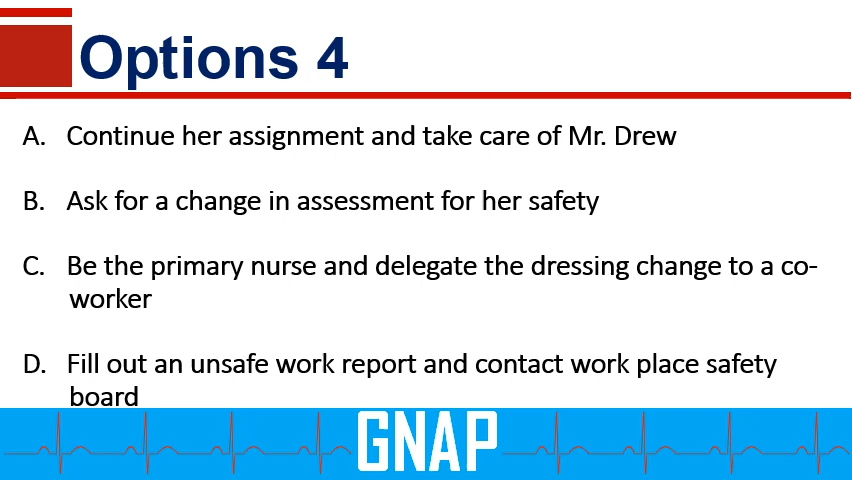 Options 4
A. Continue her assignment and take care of Mr. Drew
B. Ask for a change in assessment for her safety
C. Be the primary nurse and delegate the dressing change to a co-
worker
D. Fill out an unsafe work report and contact work place safety
board
GNAP